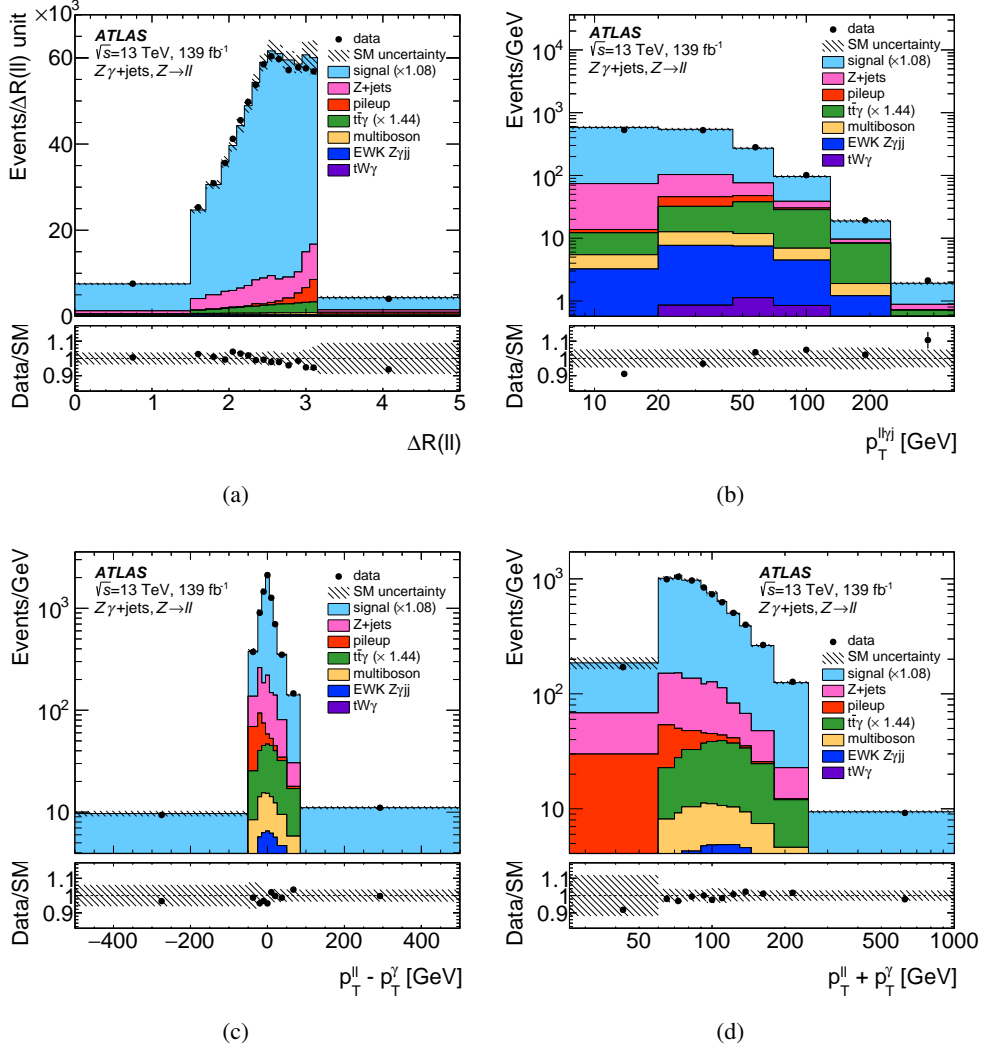 ×10³
Events/ΔR(ll) unit
ATLAS
√s=13 TeV, 139 fb⁻¹
Zγ+jets, Z→ll
data
SM uncertainty
signal (×1.08)
Z+jets
pileup
tt̄γ (× 1.44)
multiboson
EWK Zγjj
tWγ
60
40
20
0
Data/SM
1.1
1
0.9
0 1 2 3 4 5
ΔR(ll)
(a)
Events/GeV
ATLAS
√s=13 TeV, 139 fb⁻¹
Zγ+jets, Z→ll
data
SM uncertainty
signal (×1.08)
Z+jets
pileup
tt̄γ (× 1.44)
multiboson
EWK Zγjj
tWγ
10⁴
10³
10²
10
1
Data/SM
1.1
1
0.9
10 20 50 100 200
p_T^{llγj} [GeV]
(b)
Events/GeV
ATLAS
√s=13 TeV, 139 fb⁻¹
Zγ+jets, Z→ll
data
SM uncertainty
signal (×1.08)
Z+jets
pileup
tt̄γ (× 1.44)
multiboson
EWK Zγjj
tWγ
10³
10²
10
Data/SM
1.1
1
0.9
−400 −200 0 200 400
p_T^{ll} - p_T^{γ} [GeV]
(c)
Events/GeV
ATLAS
√s=13 TeV, 139 fb⁻¹
Zγ+jets, Z→ll
data
SM uncertainty
signal (×1.08)
Z+jets
pileup
tt̄γ (× 1.44)
multiboson
EWK Zγjj
tWγ
10³
10²
10
Data/SM
1.1
1
0.9
50 100 200 500 1000
p_T^{ll} + p_T^{γ} [GeV]
(d)